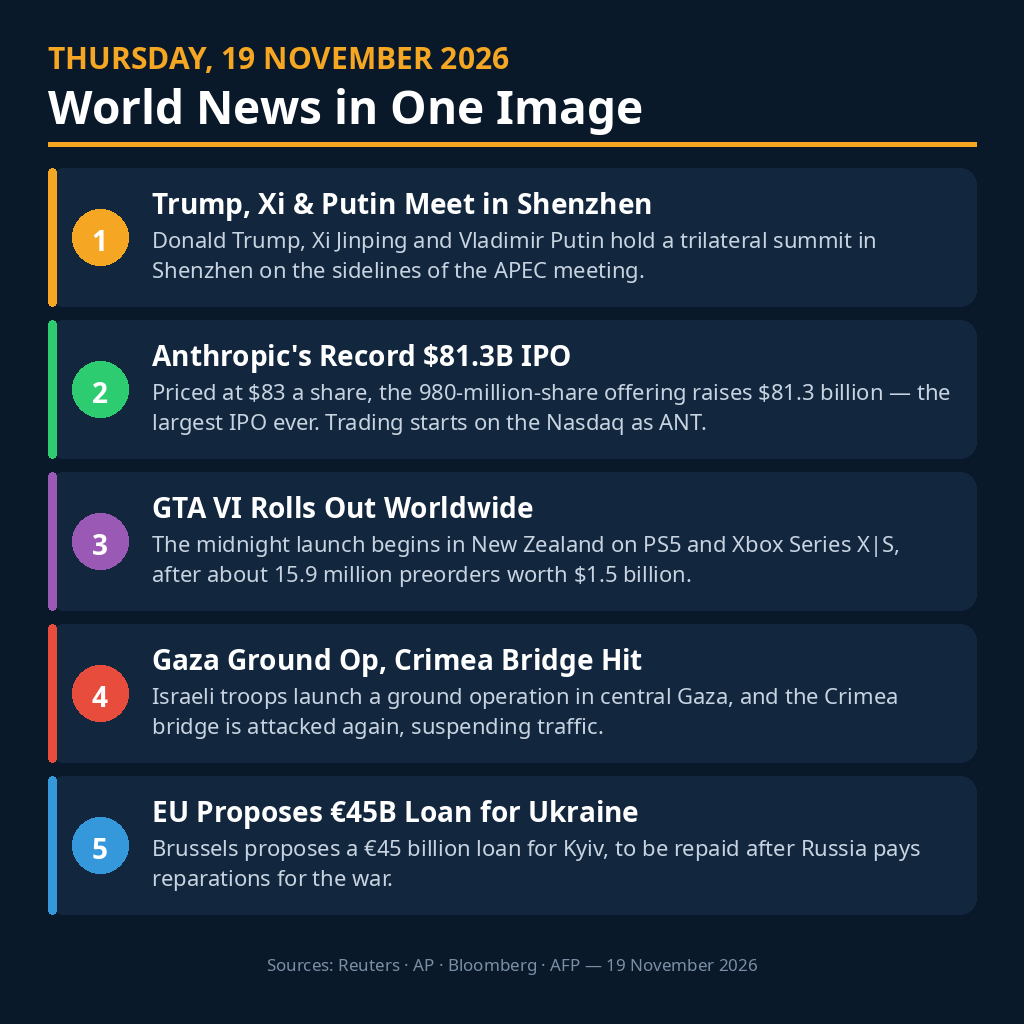 THURSDAY, 19 NOVEMBER 2026
World News in One Image
1
Trump, Xi & Putin Meet in Shenzhen
Donald Trump, Xi Jinping and Vladimir Putin hold a trilateral summit in
Shenzhen on the sidelines of the APEC meeting.
2
Anthropic's Record $81.3B IPO
Priced at $83 a share, the 980-million-share offering raises $81.3 billion — the
largest IPO ever. Trading starts on the Nasdaq as ANT.
3
GTA VI Rolls Out Worldwide
The midnight launch begins in New Zealand on PS5 and Xbox Series X|S,
after about 15.9 million preorders worth $1.5 billion.
4
Gaza Ground Op, Crimea Bridge Hit
Israeli troops launch a ground operation in central Gaza, and the Crimea
bridge is attacked again, suspending traffic.
5
EU Proposes €45B Loan for Ukraine
Brussels proposes a €45 billion loan for Kyiv, to be repaid after Russia pays
reparations for the war.
Sources: Reuters · AP · Bloomberg · AFP — 19 November 2026